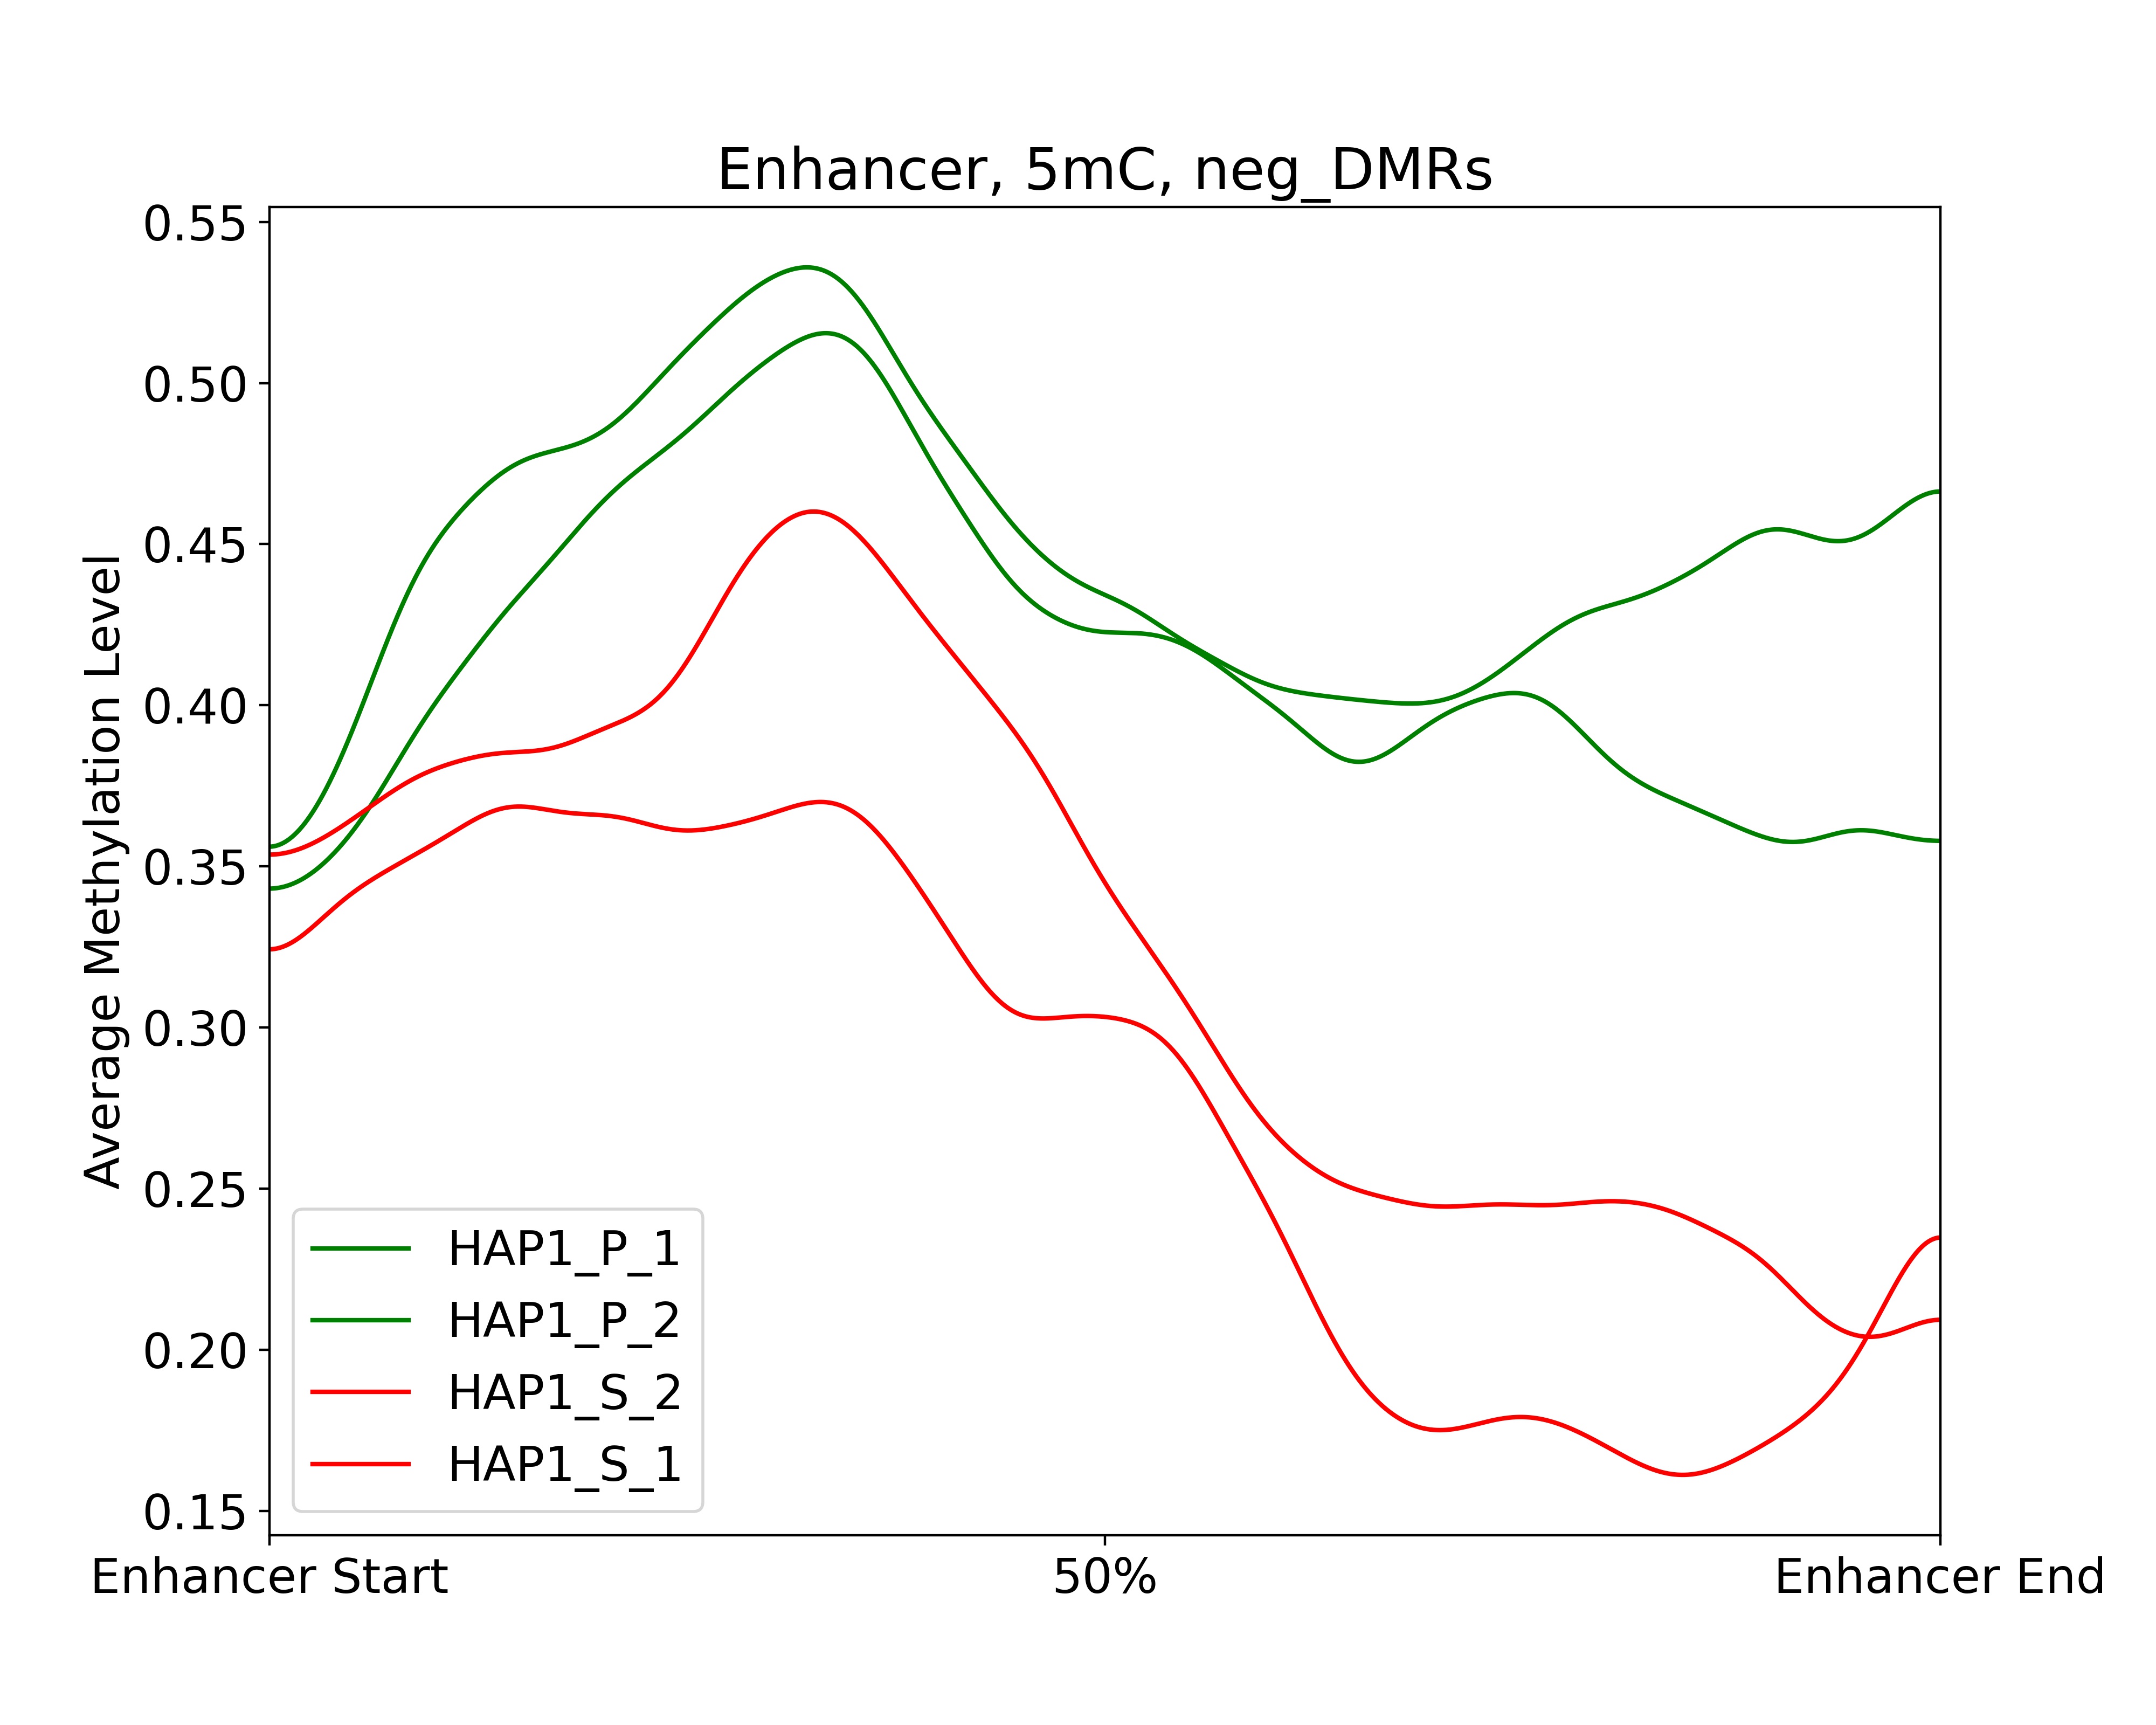 Enhancer, 5mC, neg_DMRs
Average Methylation Level
0.55
0.50
0.45
0.40
0.35
0.30
0.25
0.20
0.15
HAP1_P_1
HAP1_P_2
HAP1_S_2
HAP1_S_1
Enhancer Start
50%
Enhancer End